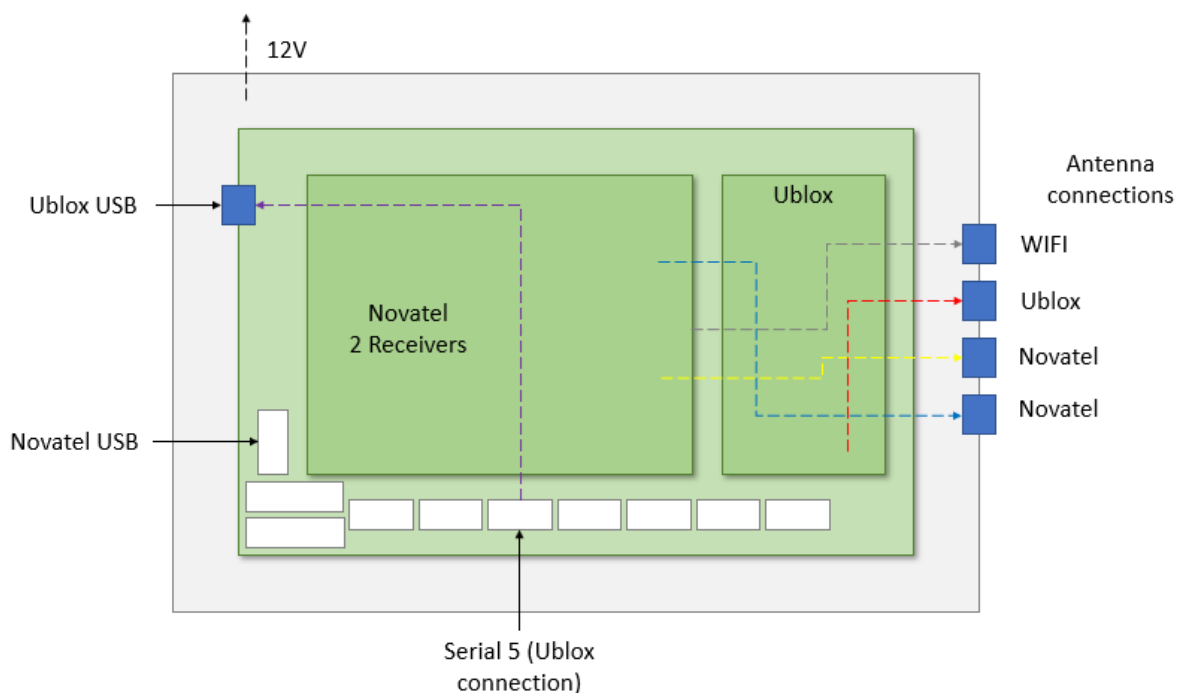 12V
Antenna
connections
Ublox USB
Ublox
WIFI
Ublox
Novatel
2 Receivers
Novatel
Novatel
Novatel USB
Serial 5 (Ublox
connection)